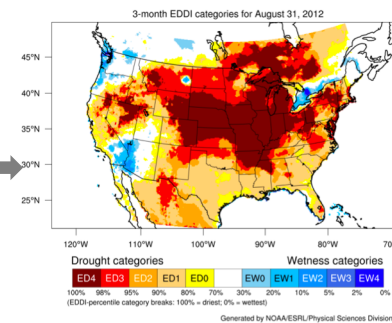 3-month EDDI categories for August 31, 2012
45°N
40°N
35°N
30°N
25°N
120°W 110°W 100°W 90°W 80°W 70
Drought categories Wetness categories
ED4 ED3 ED2 ED1 ED0 EW0 EW1 EW2 EW3 EW4
100% 98% 95% 90% 80% 70% 30% 20% 10% 5% 2% 0%
(EDDI-percentile category breaks: 100% = driest; 0% = wettest)
Generated by NOAA/ESRL/Physical Sciences Division